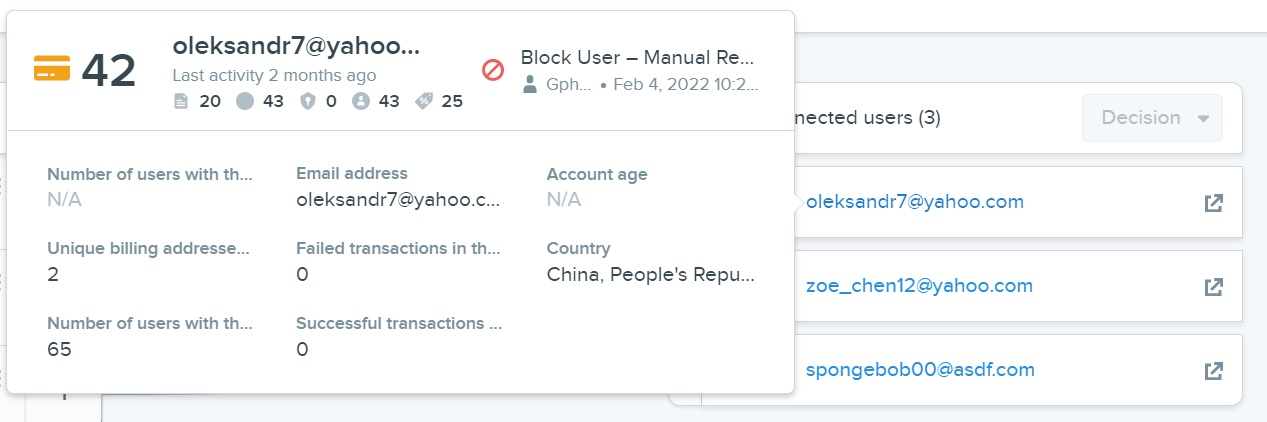 42
oleksandr7@yahoo...
Last activity 2 months ago
20 43 0 43 25
Block User – Manual Re...
Gph... • Feb 4, 2022 10:2...
Number of users with th...
N/A
Email address
oleksandr7@yahoo.c...
Account age
N/A
Unique billing addresse...
2
Failed transactions in th...
0
Country
China, People's Repu...
Number of users with th...
65
Successful transactions ...
0
nected users (3)
Decision
oleksandr7@yahoo.com
zoe_chen12@yahoo.com
spongebob00@asdf.com